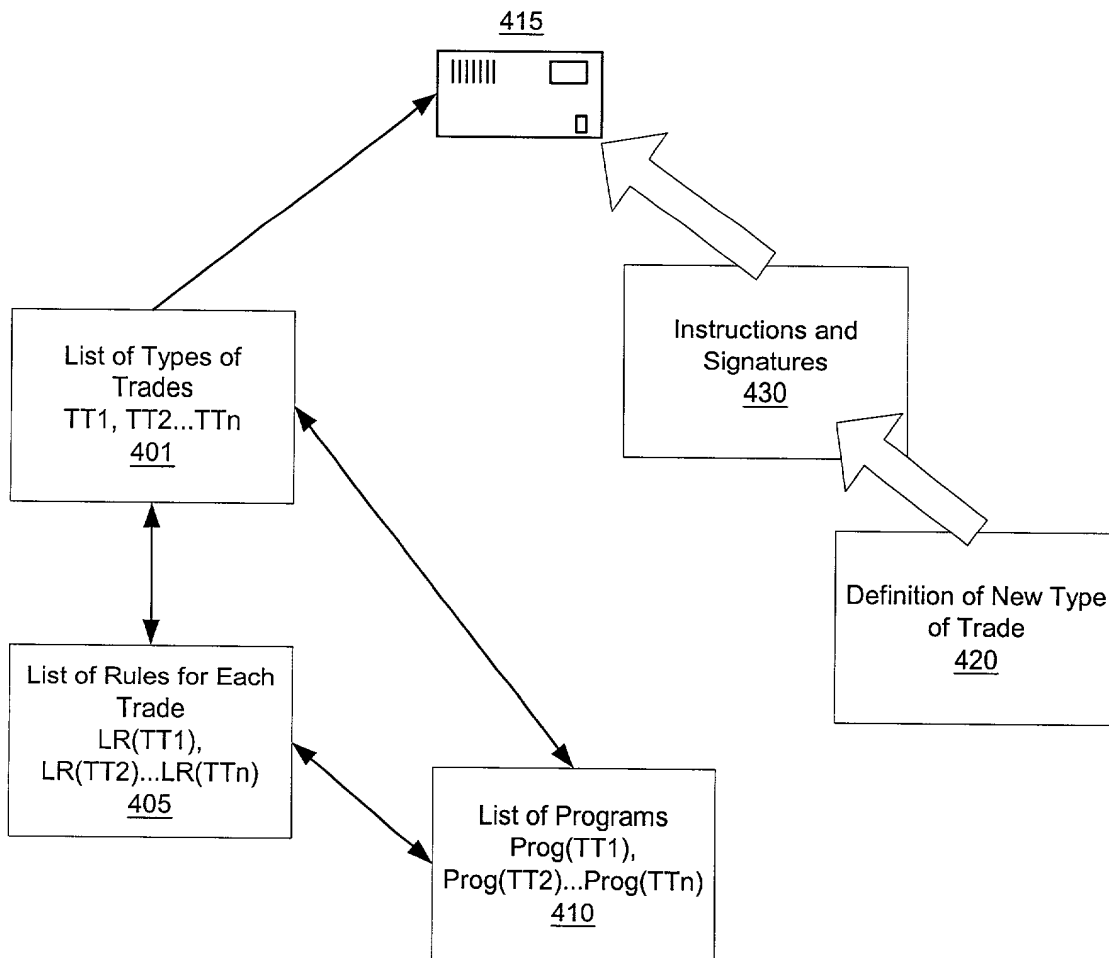 415
List of Types of
Trades
TT1, TT2...TTn
401
Instructions and
Signatures
430
Definition of New Type
of Trade
420
List of Rules for Each
Trade
LR(TT1),
LR(TT2)...LR(TTn)
405
List of Programs
Prog(TT1),
Prog(TT2)...Prog(TTn)
410